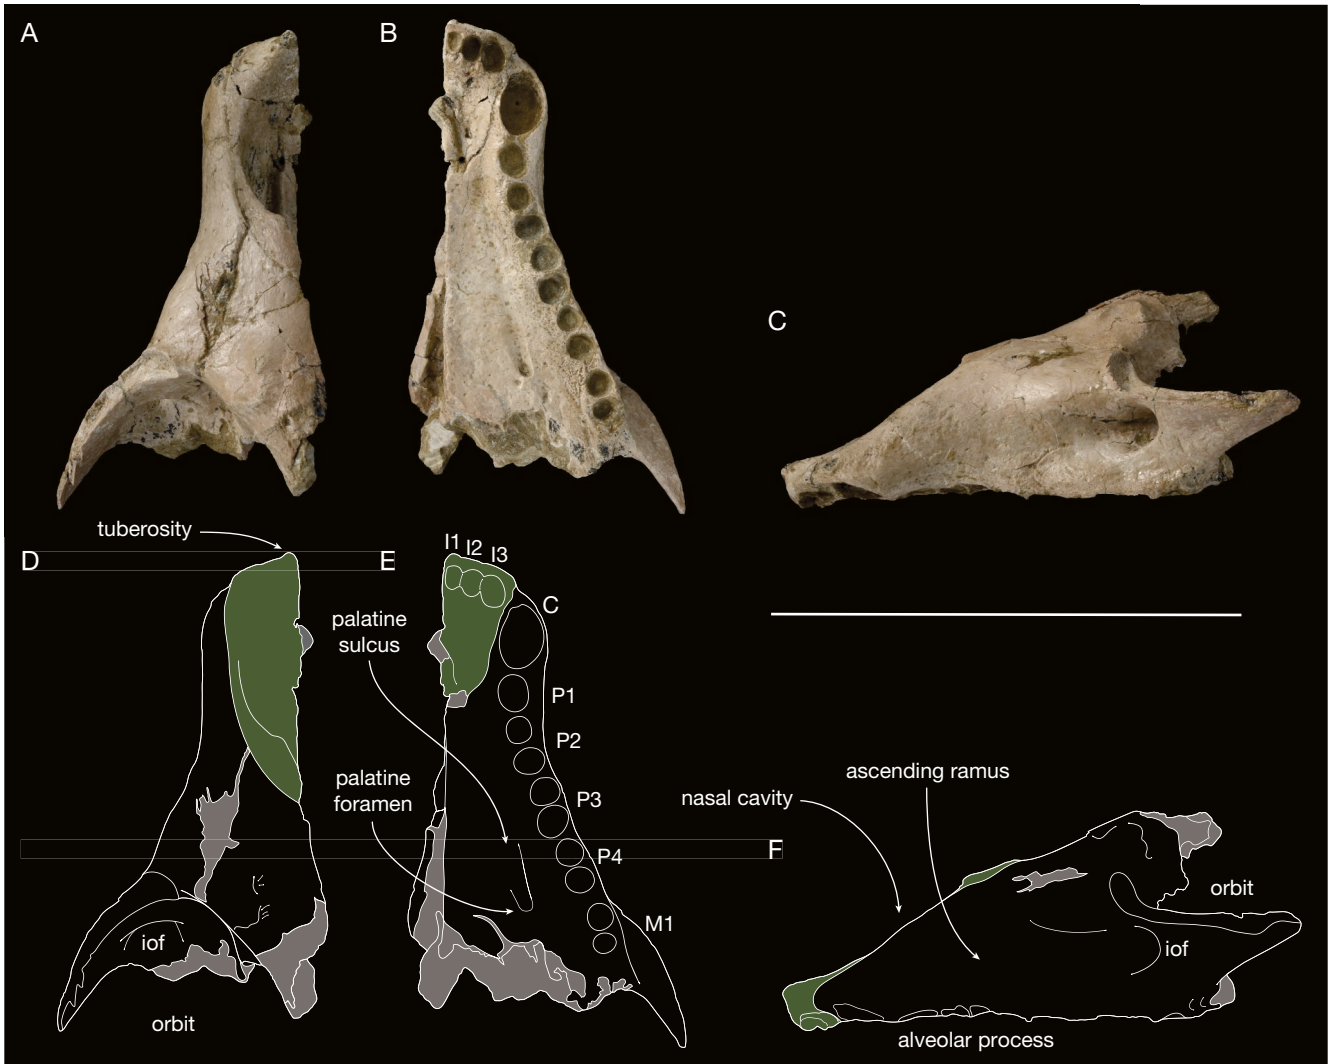 A
B
C
tuberosity
D
E
I1
I2
I3
C
palatine
sulcus
P1
P2
palatine
foramen
P3
ascending ramus
nasal cavity
P4
F
orbit
M1
iof
iof
orbit
alveolar process